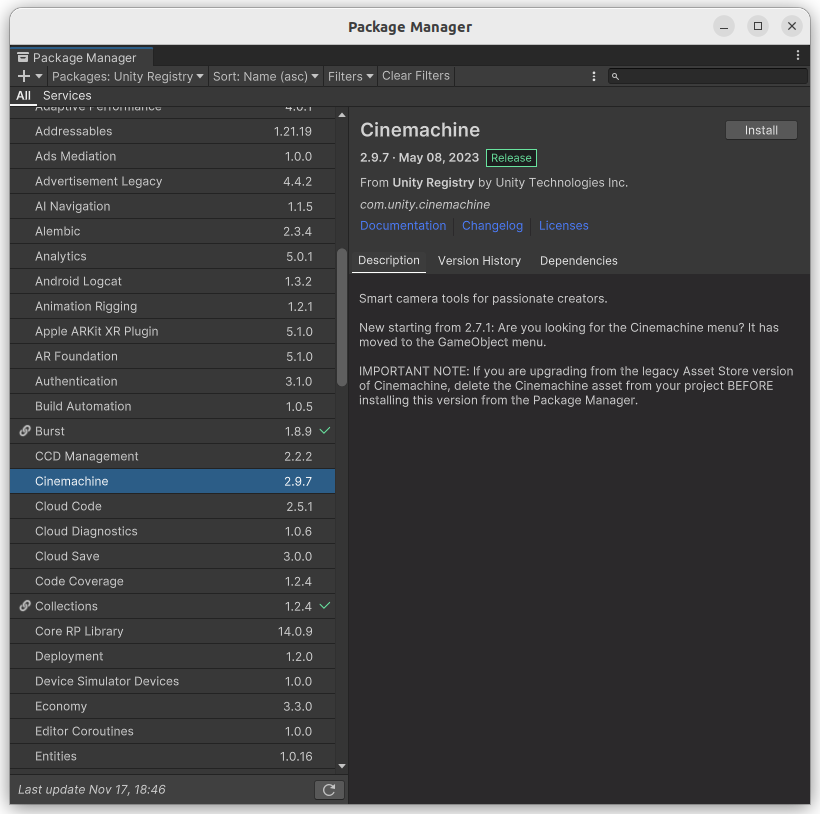 Package Manager
Package Manager
Packages: Unity Registry Sort: Name (asc) Filters Clear Filters
All Services
Adaptive Performance 4.0.1
Addressables 1.21.19
Ads Mediation 1.0.0
Advertisement Legacy 4.4.2
AI Navigation 1.1.5
Alembic 2.3.4
Analytics 5.0.1
Android Logcat 1.3.2
Animation Rigging 1.2.1
Apple ARKit XR Plugin 5.1.0
AR Foundation 5.1.0
Authentication 3.1.0
Build Automation 1.0.5
Burst 1.8.9
CCD Management 2.2.2
Cinemachine 2.9.7
Cloud Code 2.5.1
Cloud Diagnostics 1.0.6
Cloud Save 3.0.0
Code Coverage 1.2.4
Collections 1.2.4
Core RP Library 14.0.9
Deployment 1.2.0
Device Simulator Devices 1.0.0
Economy 3.3.0
Editor Coroutines 1.0.0
Entities 1.0.16
Last update Nov 17, 18:46
Cinemachine
Install
2.9.7 · May 08, 2023 Release
From Unity Registry by Unity Technologies Inc.
com.unity.cinemachine
Documentation Changelog Licenses
Description Version History Dependencies
Smart camera tools for passionate creators.
New starting from 2.7.1: Are you looking for the Cinemachine menu? It has
moved to the GameObject menu.
IMPORTANT NOTE: If you are upgrading from the legacy Asset Store version
of Cinemachine, delete the Cinemachine asset from your project BEFORE
installing this version from the Package Manager.